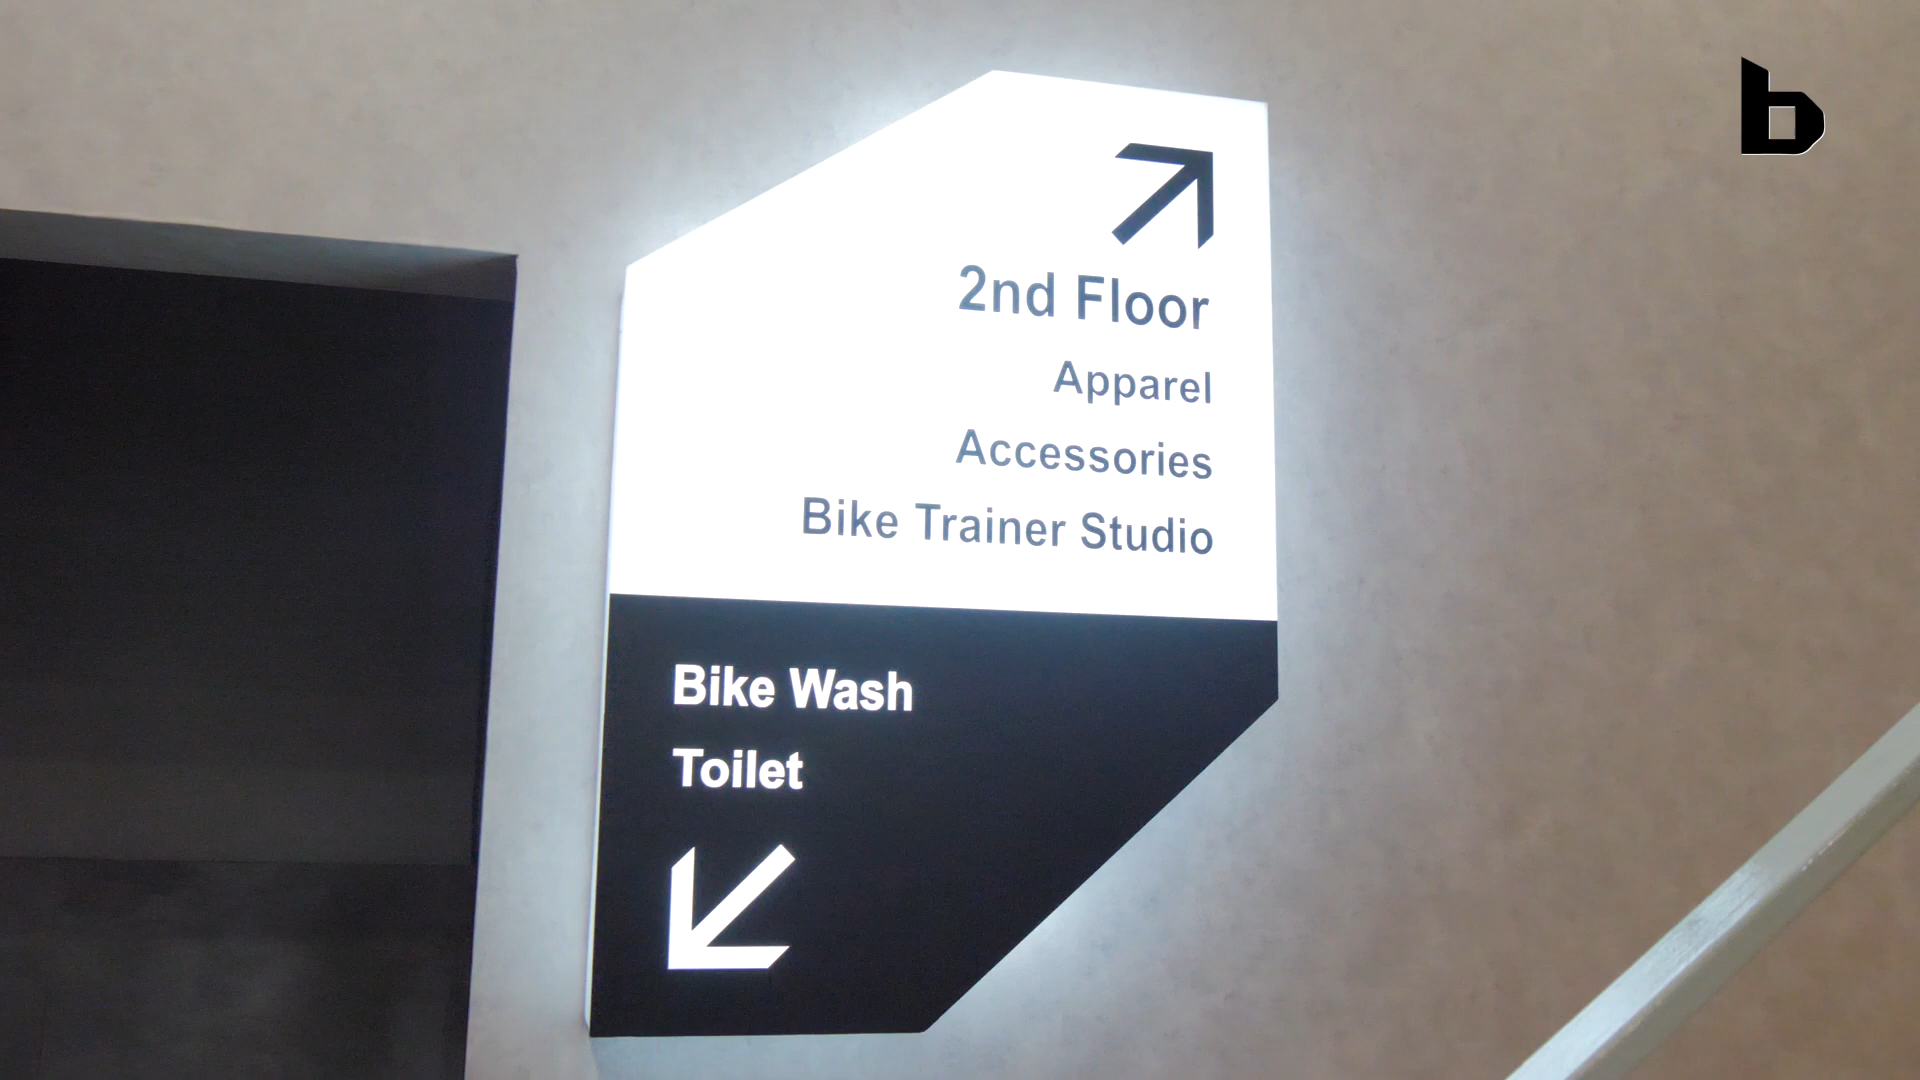 2nd Floor
Apparel
Accessories
Bike Trainer Studio
Bike Wash
Toilet
b